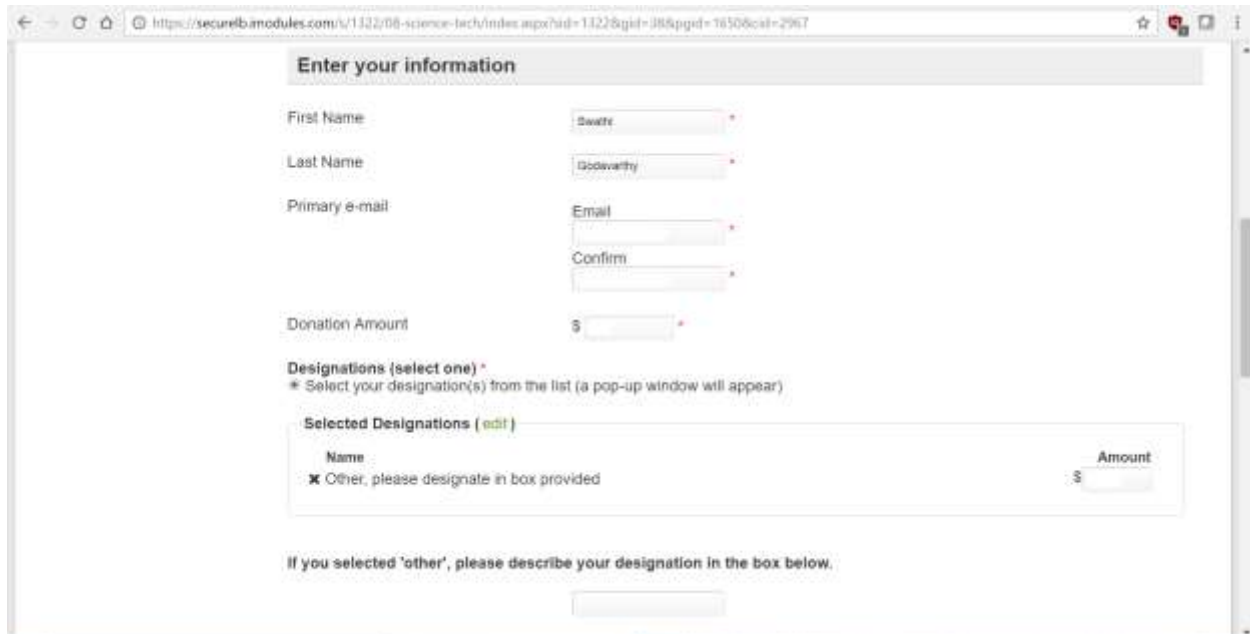 https://securelb.imodules.com/s/1322/08-science-tech/index.aspx?sid=1322&gid=38&pgid=1650&cid=2967
Enter your information
First Name
Swathi *
Last Name
Godavarthy *
Primary e-mail
Email
*
Confirm
*
Donation Amount
$ *
Designations (select one) *
Select your designation(s) from the list (a pop-up window will appear)
Selected Designations ( edit )
Name Amount
✖ Other, please designate in box provided $
If you selected 'other', please describe your designation in the box below.